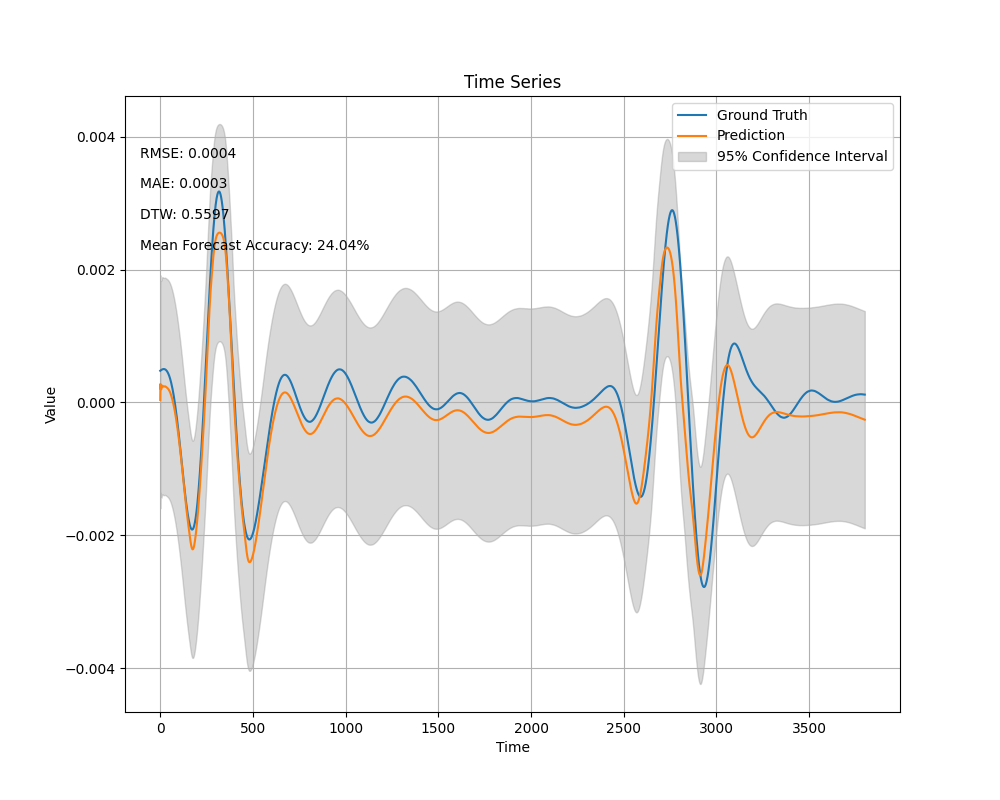 Time Series
Ground Truth
Prediction
95% Confidence Interval
RMSE: 0.0004
MAE: 0.0003
DTW: 0.5597
Mean Forecast Accuracy: 24.04%
0.004
0.002
0.000
−0.002
−0.004
Value
0 500 1000 1500 2000 2500 3000 3500
Time